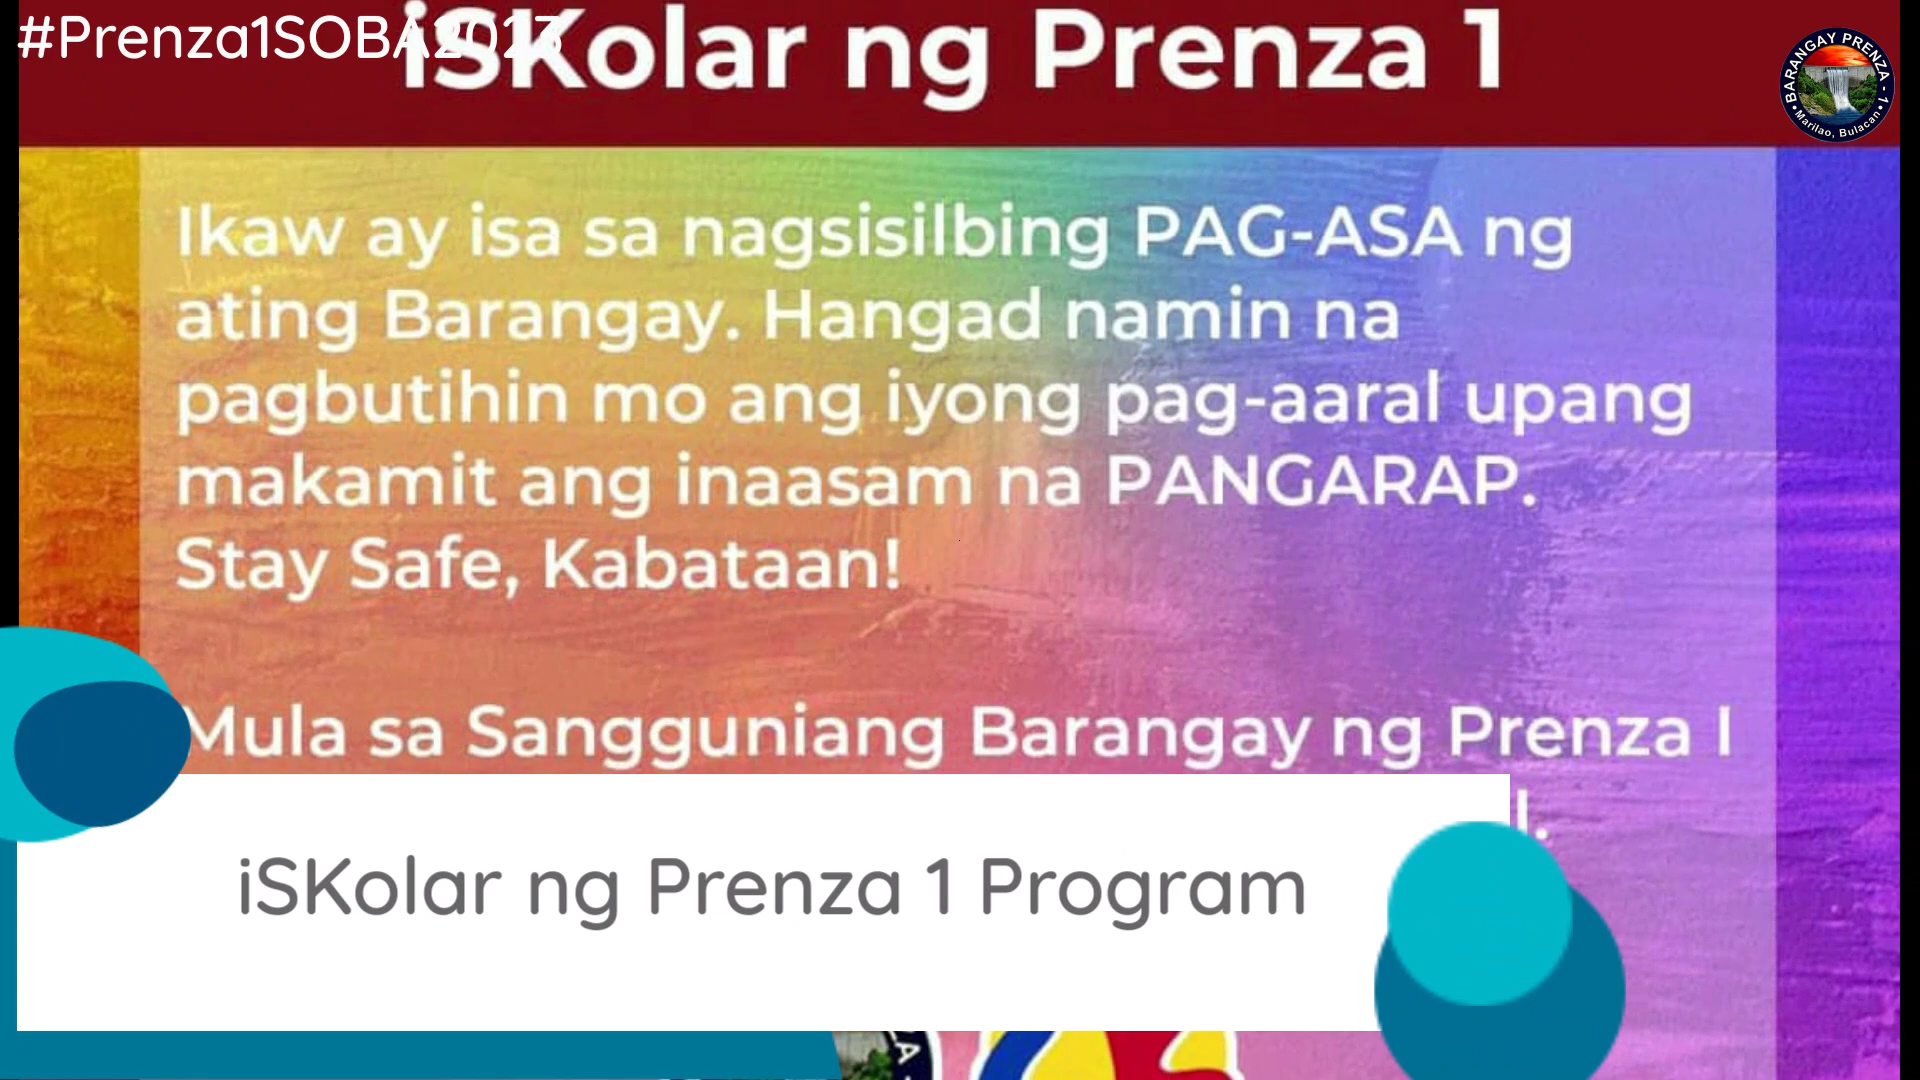 #Prenza1SOBA2023
iSKolar ng Prenza 1
BARANGAY PRENZA - 1
Marilao, Bulacan
Ikaw ay isa sa nagsisilbing PAG-ASA ng
ating Barangay. Hangad namin na
pagbutihin mo ang iyong pag-aaral upang
makamit ang inaasam na PANGARAP.
Stay Safe, Kabataan!
Mula sa Sangguniang Barangay ng Prenza I
I.
iSKolar ng Prenza 1 Program